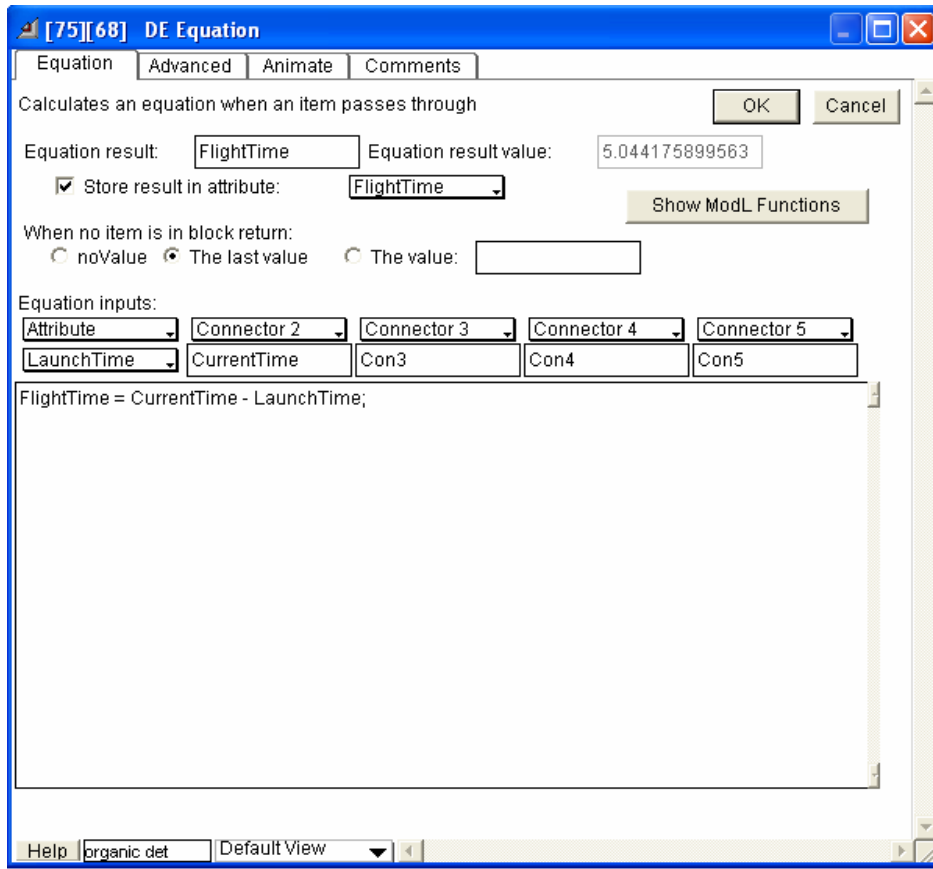 [75][68] DE Equation
Equation Advanced Animate Comments
Calculates an equation when an item passes through OK Cancel
Equation result: FlightTime Equation result value: 5.044175899563
Store result in attribute: FlightTime
Show ModL Functions
When no item is in block return:
noValue The last value The value:
Equation inputs:
Attribute Connector 2 Connector 3 Connector 4 Connector 5
LaunchTime CurrentTime Con3 Con4 Con5
FlightTime = CurrentTime - LaunchTime;
Help organic det Default View